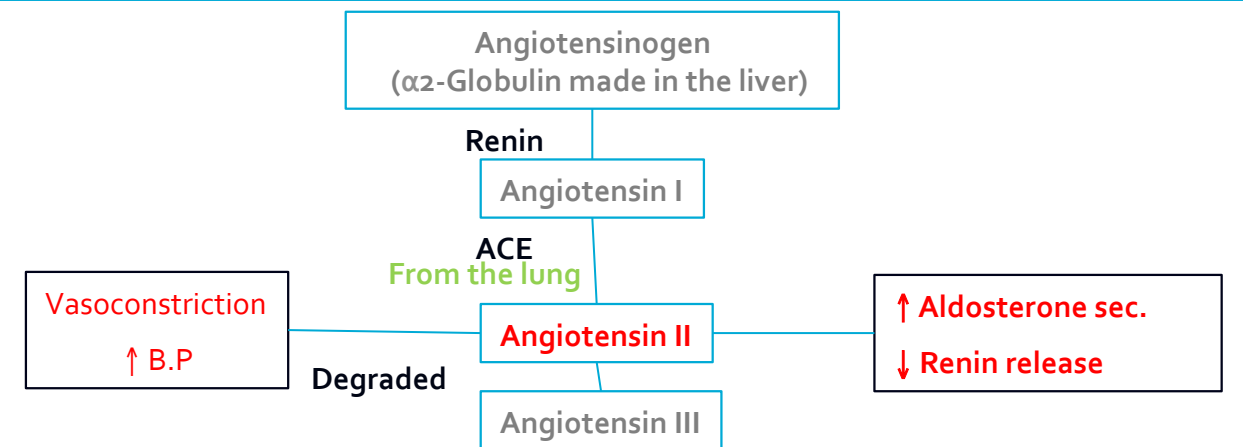 Angiotensinogen
(α2-Globulin made in the liver)
Renin
Angiotensin I
ACE
From the lung
Vasoconstriction
↑ B.P
Angiotensin II
↑ Aldosterone sec.
↓ Renin release
Degraded
Angiotensin III